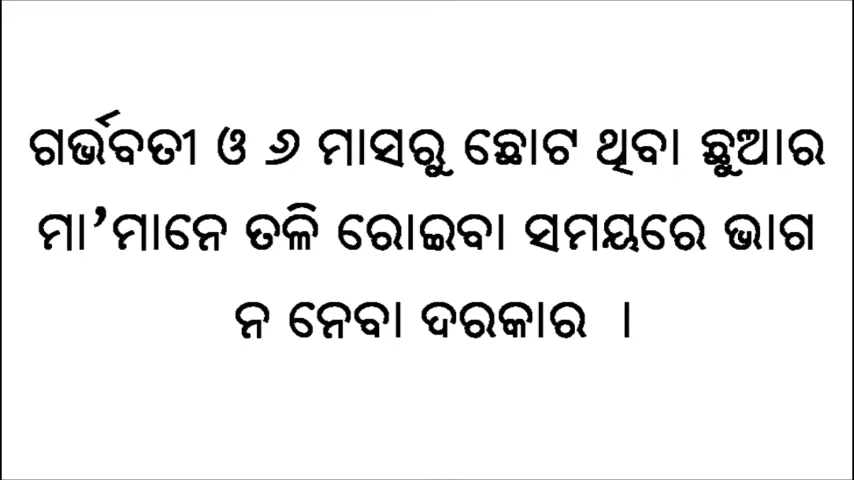 ଗର୍ଭବତୀ ଓ ୬ ମାସରୁ ଛୋଟ ଥିବା ଛୁଆର
ମା’ମାନେ ତଳି ରୋଇବା ସମୟରେ ଭାଗ
ନ ନେବା ଦରକାର ।